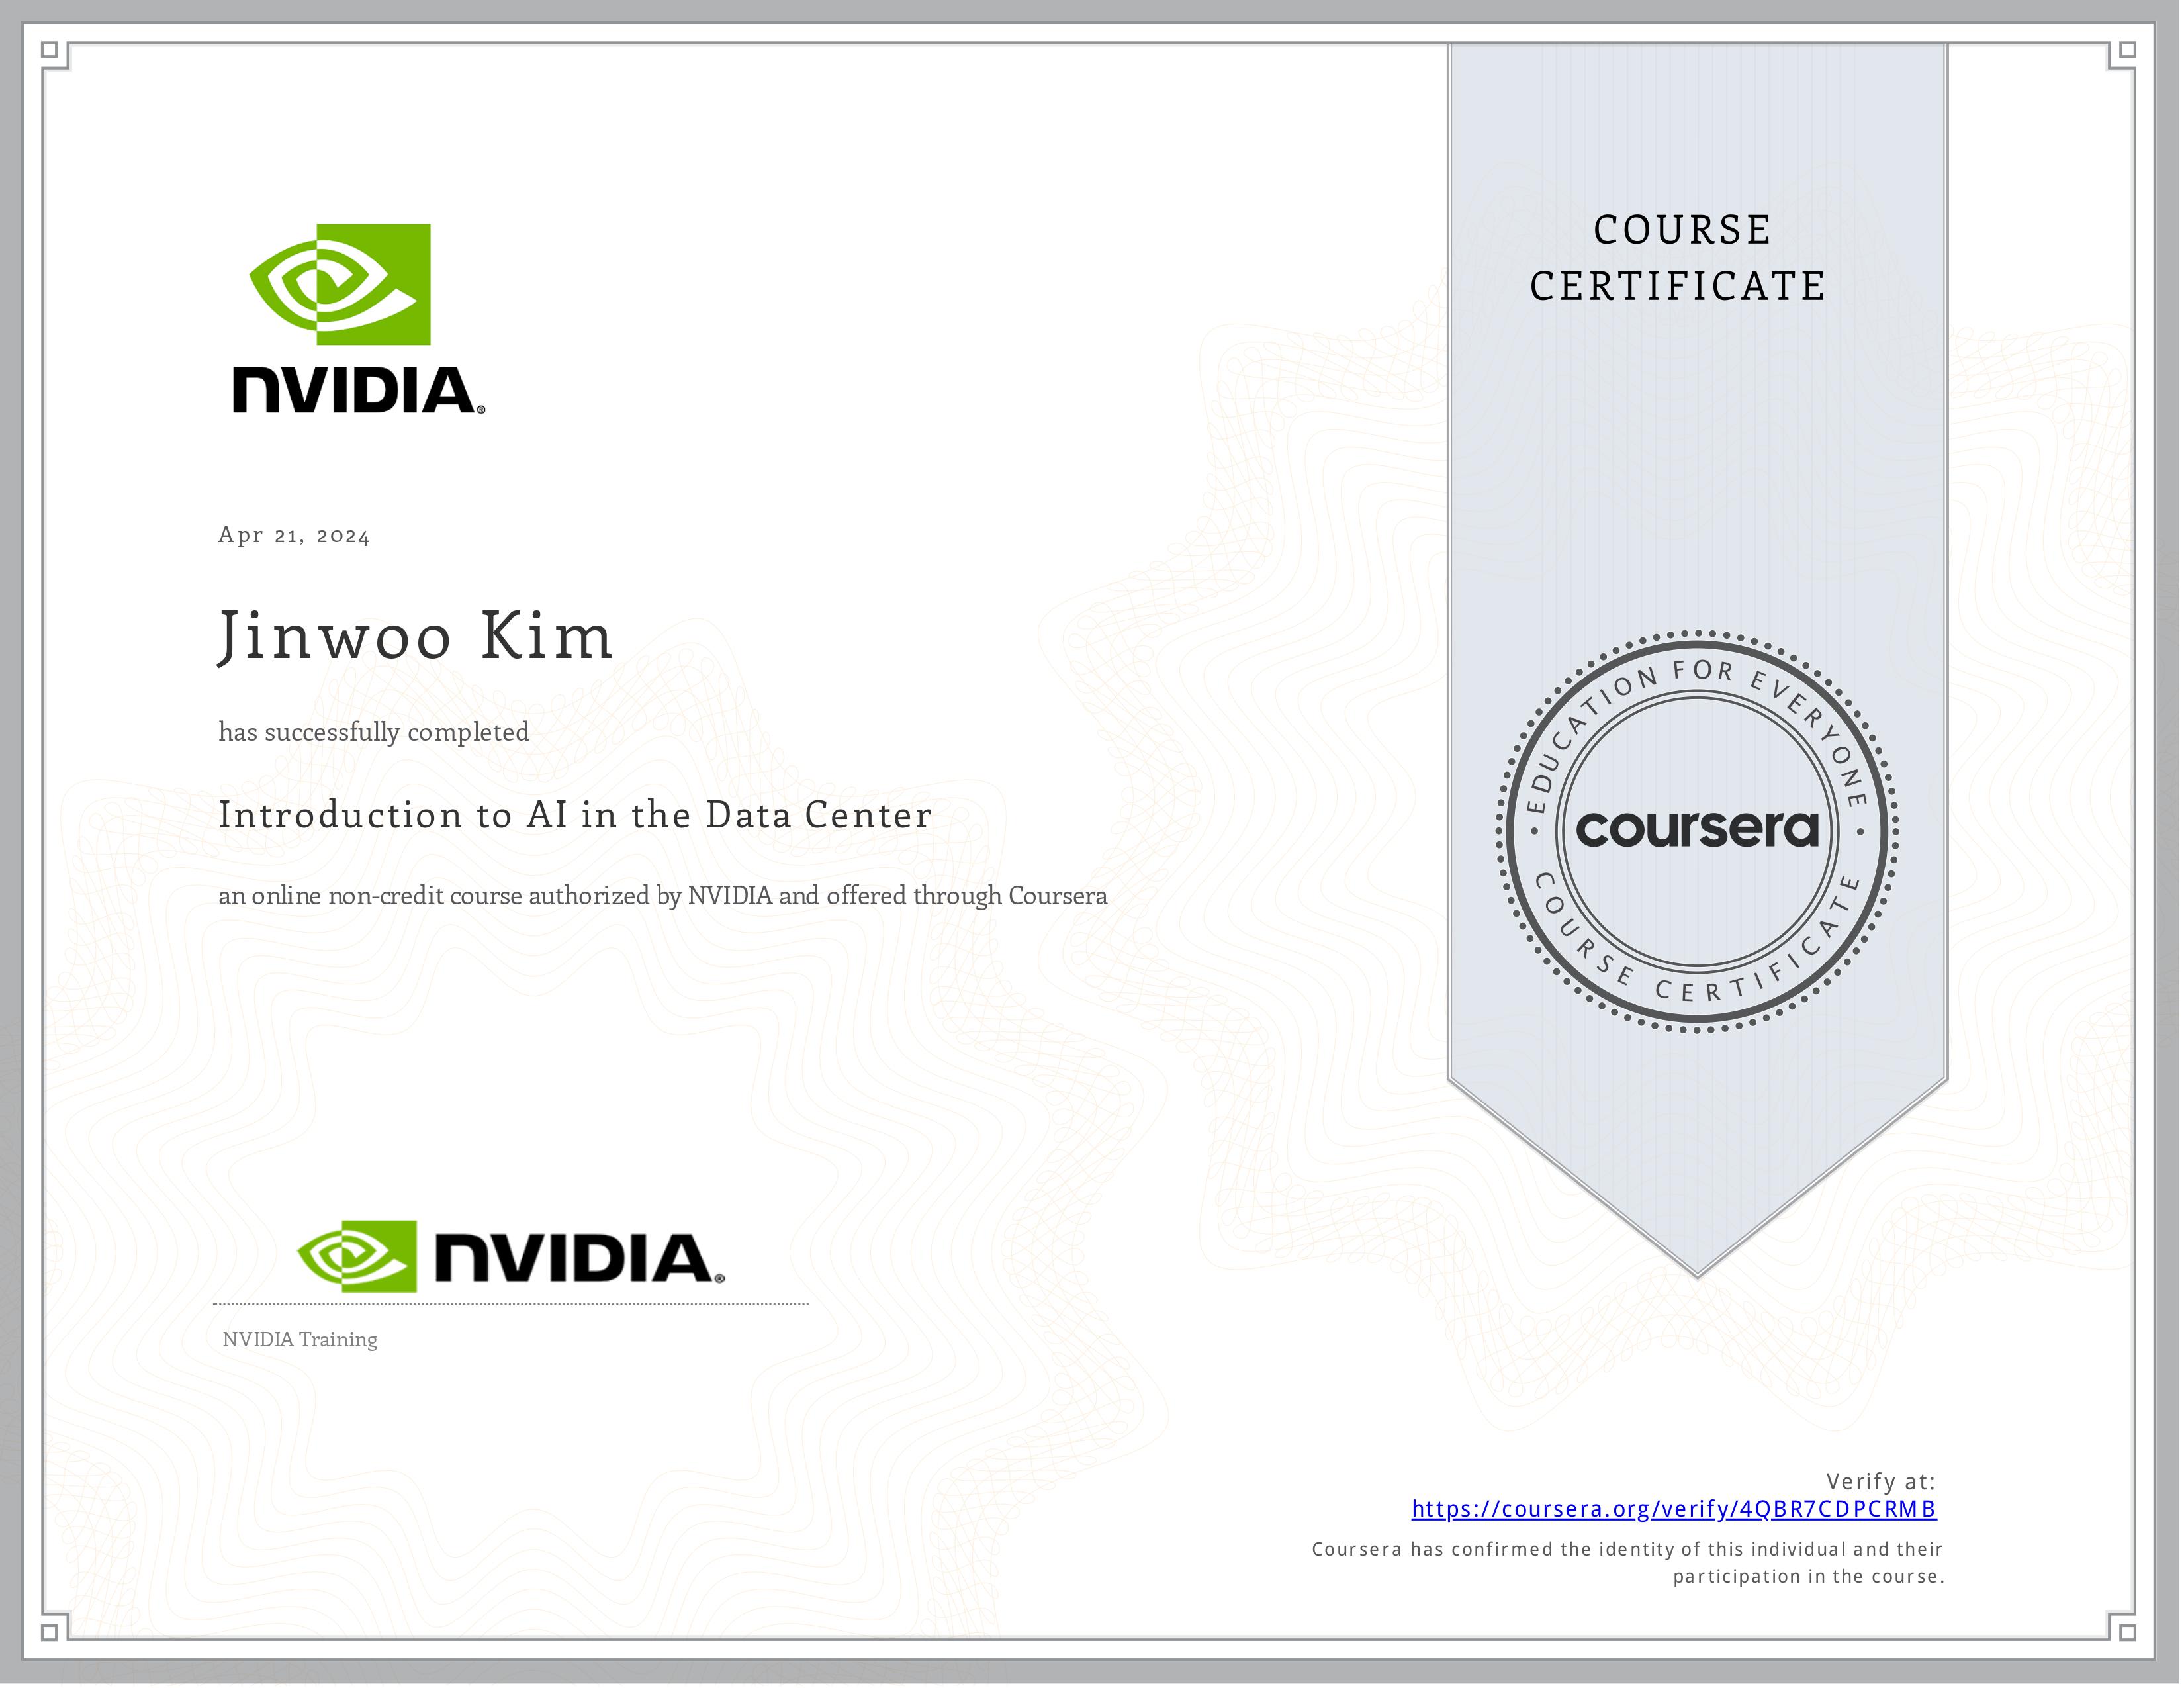 NVIDIA®
Apr 21, 2024
Jinwoo Kim
has successfully completed
Introduction to AI in the Data Center
an online non-credit course authorized by NVIDIA and offered through Coursera
NVIDIA®
NVIDIA Training
COURSE
CERTIFICATE
EDUCATION FOR EVERYONE
coursera
COURSE CERTIFICATE
Verify at:
https://coursera.org/verify/4QBR7CDPCRMB
Coursera has confirmed the identity of this individual and their
participation in the course.